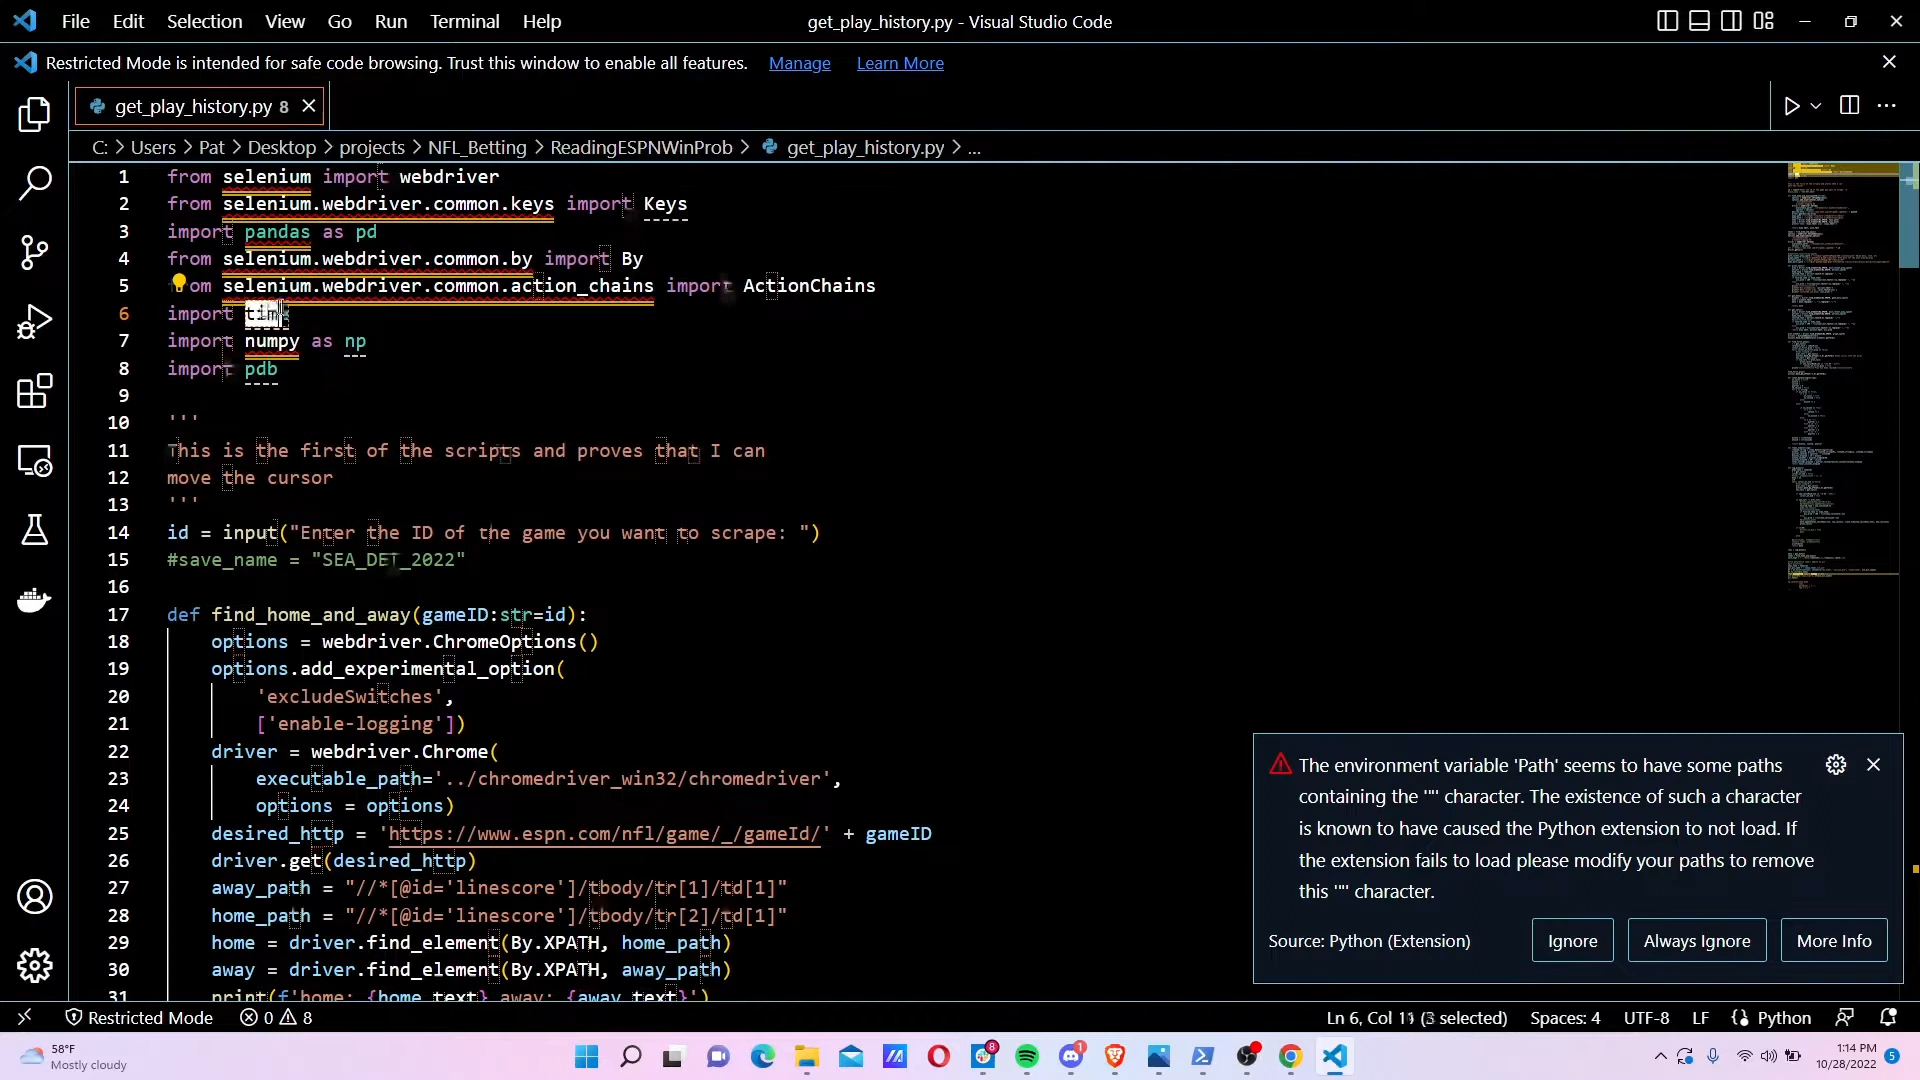 File Edit Selection View Go Run Terminal Help
get_play_history.py - Visual Studio Code
Restricted Mode is intended for safe code browsing. Trust this window to enable all features. Manage Learn More
get_play_history.py 8
C: > Users > Pat > Desktop > projects > NFL_Betting > ReadingESPNWinProb > get_play_history.py > ...
1 from selenium import webdriver
2 from selenium.webdriver.common.keys import Keys
3 import pandas as pd
4 from selenium.webdriver.common.by import By
5 from selenium.webdriver.common.action_chains import ActionChains
6 import time
7 import numpy as np
8 import pdb
9
10 '''
11 This is the first of the scripts and proves that I can
12 move the cursor
13 '''
14 id = input("Enter the ID of the game you want to scrape: ")
15 #save_name = "SEA_DET_2022"
16
17 def find_home_and_away(gameID:str=id):
18 options = webdriver.ChromeOptions()
19 options.add_experimental_option(
20 'excludeSwitches',
21 ['enable-logging'])
22 driver = webdriver.Chrome(
23 executable_path='../chromedriver_win32/chromedriver',
24 options = options)
25 desired_http = 'https://www.espn.com/nfl/game/_/gameId/' + gameID
26 driver.get(desired_http)
27 away_path = "//*[@id='linescore']/tbody/tr[1]/td[1]"
28 home_path = "//*[@id='linescore']/tbody/tr[2]/td[1]"
29 home = driver.find_element(By.XPATH, home_path)
30 away = driver.find_element(By.XPATH, away_path)
31 print(f'home: {home.text} away: {away.text}')
The environment variable 'Path' seems to have some paths
containing the '"' character. The existence of such a character
is known to have caused the Python extension to not load. If
the extension fails to load please modify your paths to remove
this '"' character.
Source: Python (Extension)
Ignore Always Ignore More Info
Restricted Mode 0 8
Ln 6, Col 11 (3 selected) Spaces: 4 UTF-8 LF Python
58°F
Mostly cloudy
8
1
1:14 PM
10/28/2022
5